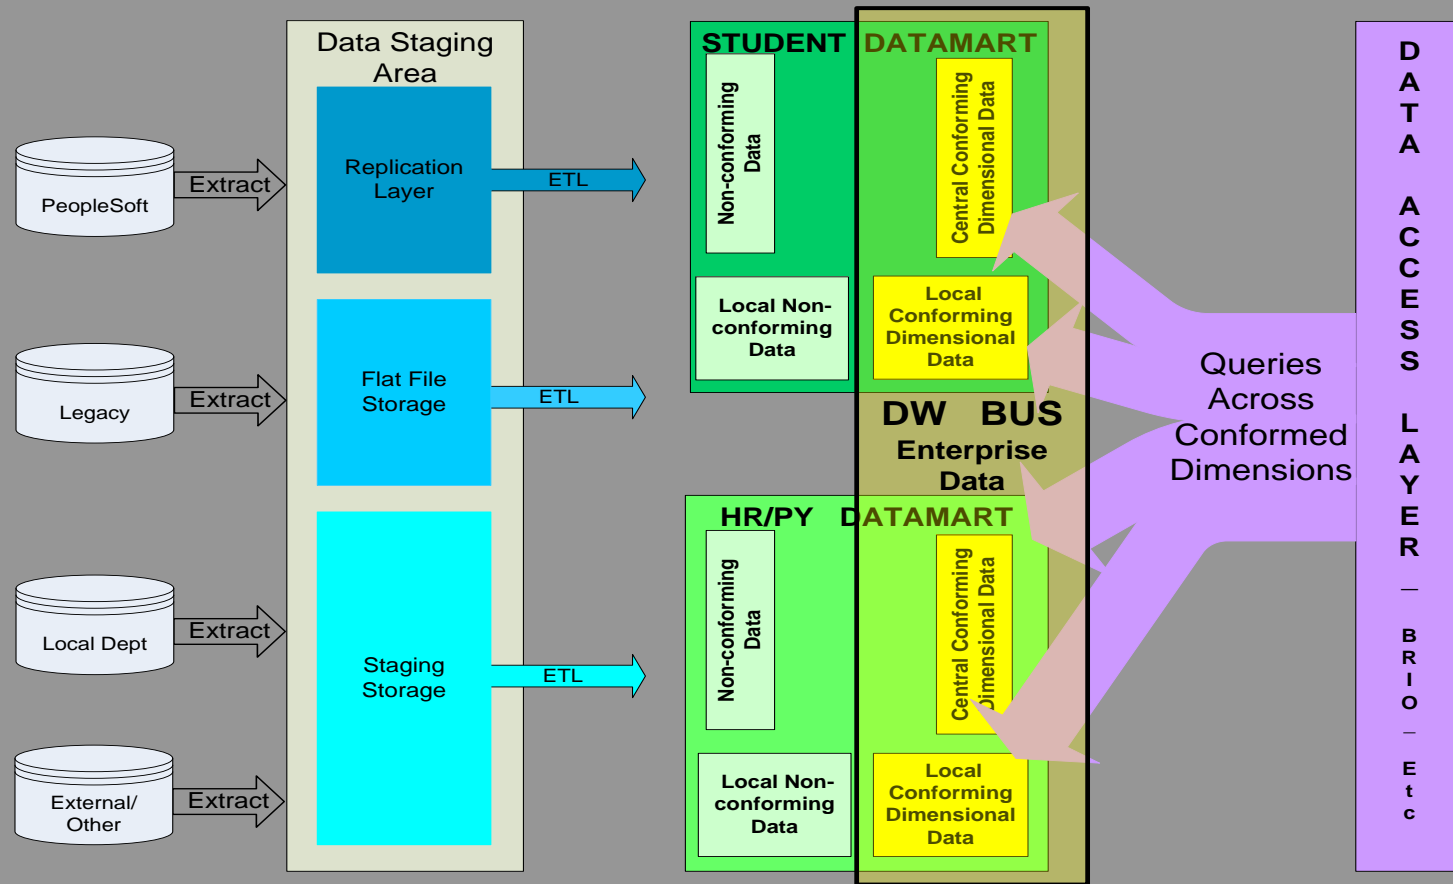 PeopleSoft
Extract
Legacy
Extract
Local Dept
Extract
External/
Other
Extract
Data Staging
Area
Replication
Layer
Flat File
Storage
Staging
Storage
ETL
ETL
ETL
STUDENT DATAMART
Non-conforming
Data
Central Conforming
Dimensional Data
Local Non-
conforming
Data
Local
Conforming
Dimensional
Data
DW BUS
Enterprise
Data
HR/PY DATAMART
Non-conforming
Data
Central Conforming
Dimensional Data
Local Non-
conforming
Data
Local
Conforming
Dimensional
Data
Queries
Across
Conformed
Dimensions
DATA ACCESS LAYER – BRIO – Etc